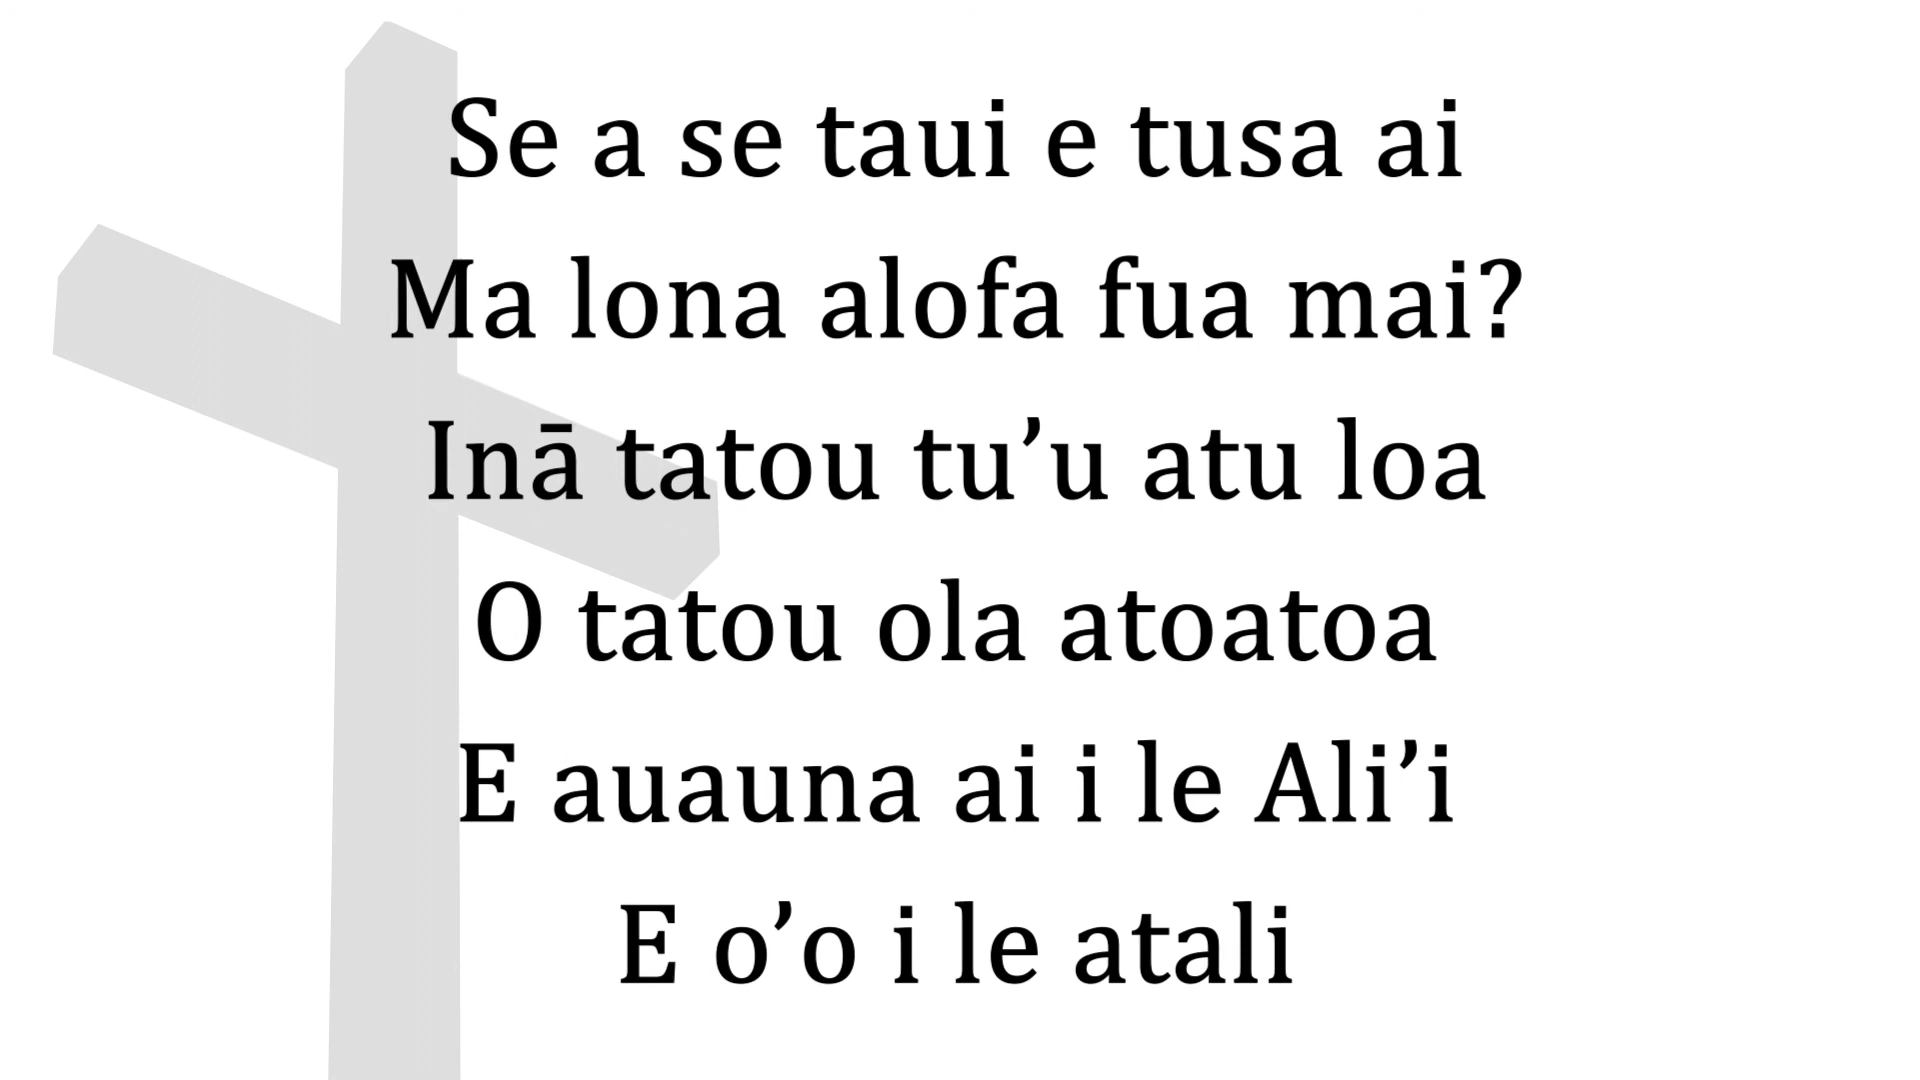 Se a se taui e tusa ai
Ma lona alofa fua mai?
Inā tatou tu’u atu loa
O tatou ola atoatoa
E auauna ai i le Ali’i
E o’o i le atali